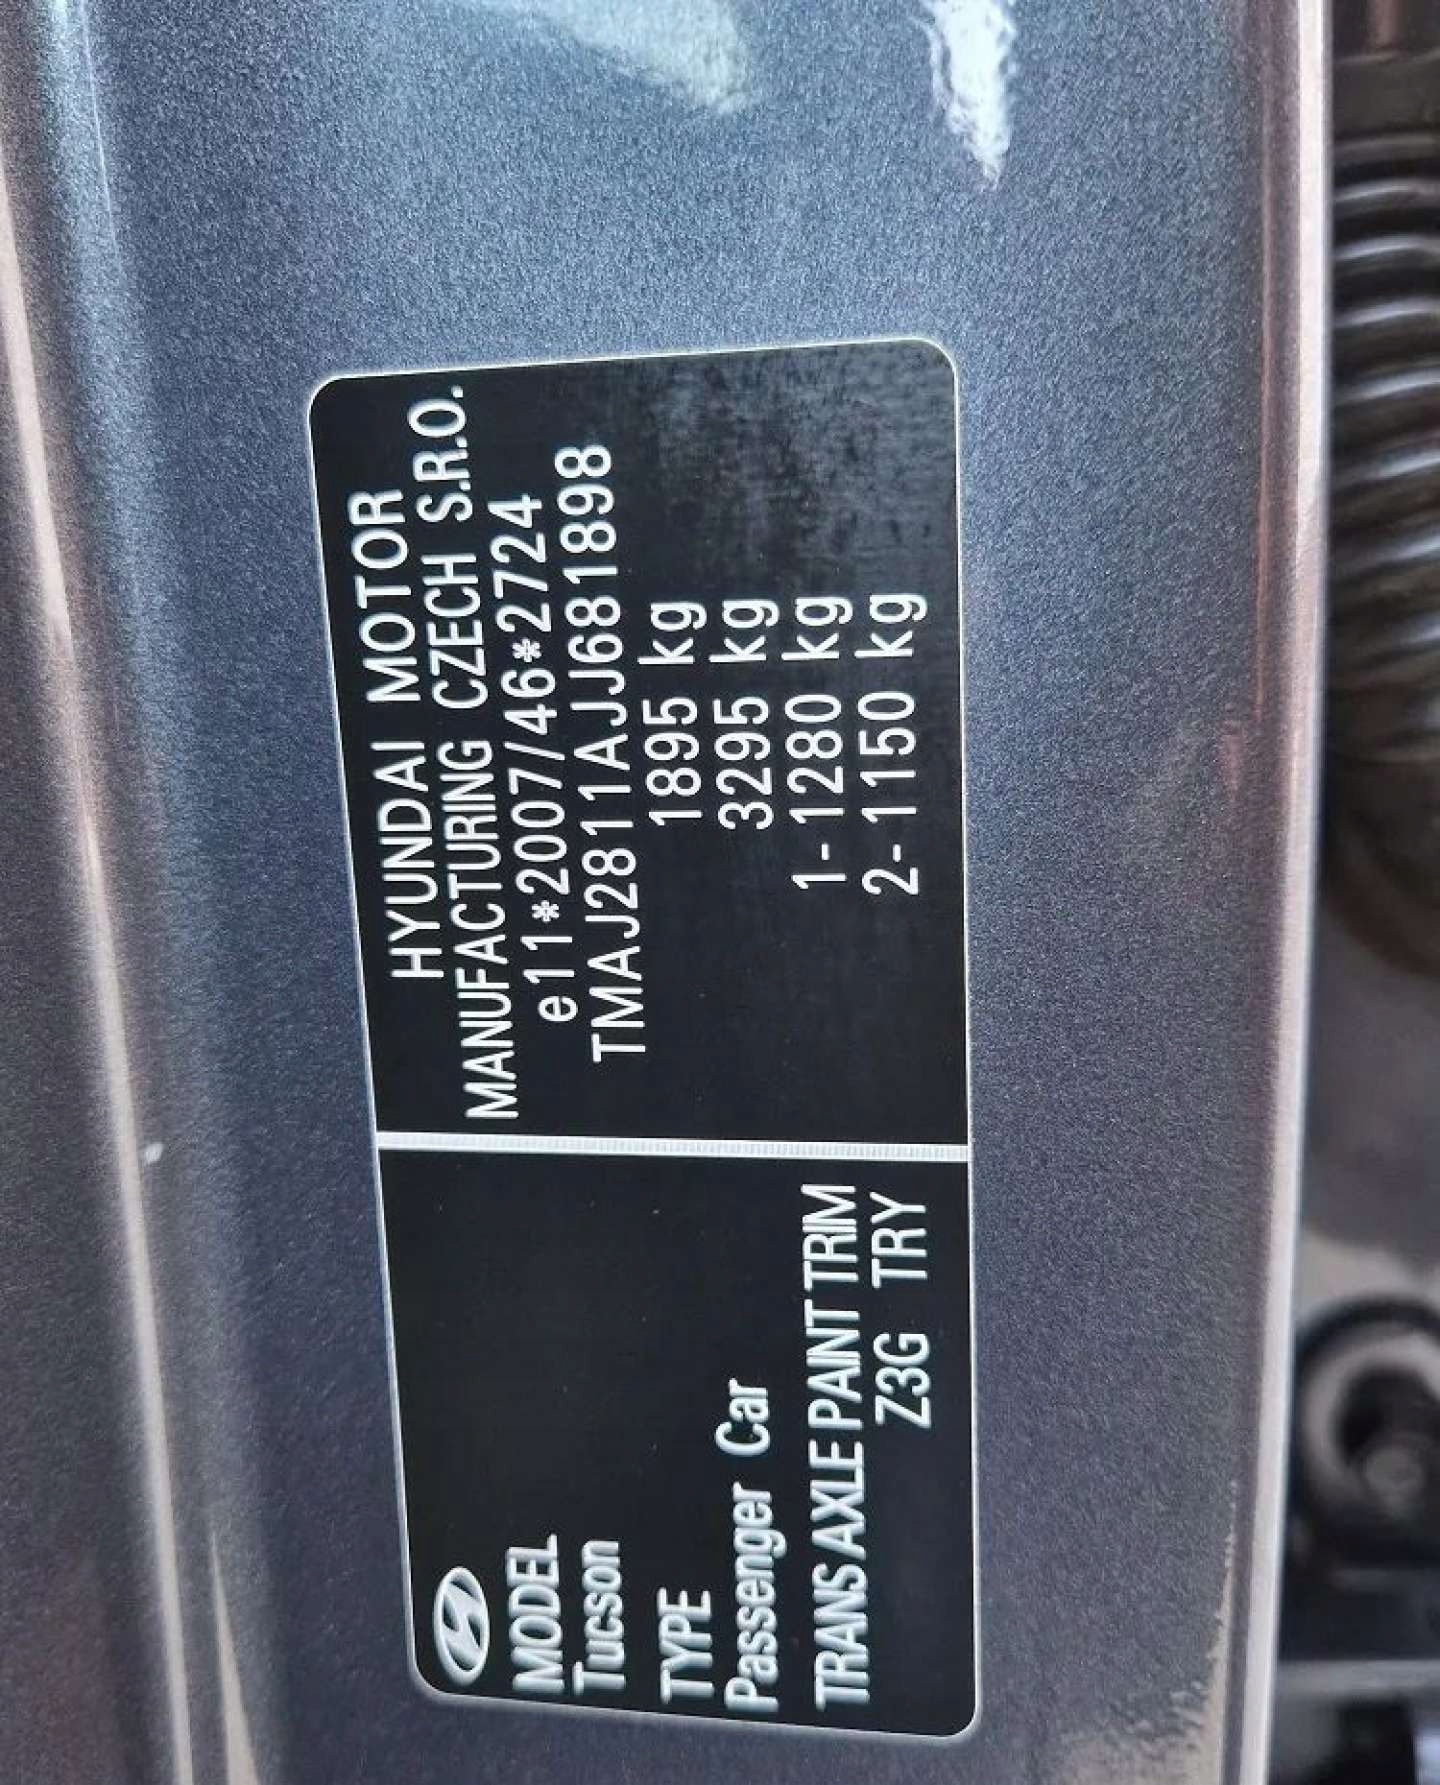 MODEL
Tucson
TYPE
Passenger Car
TRANS AXLE PAINT TRIM
Z3G TRY
HYUNDAI MOTOR
MANUFACTURING CZECH S.R.O.
e11*2007/46*2724
TMAJ2811AJJ681898
1895 kg
3295 kg
1- 1280 kg
2- 1150 kg